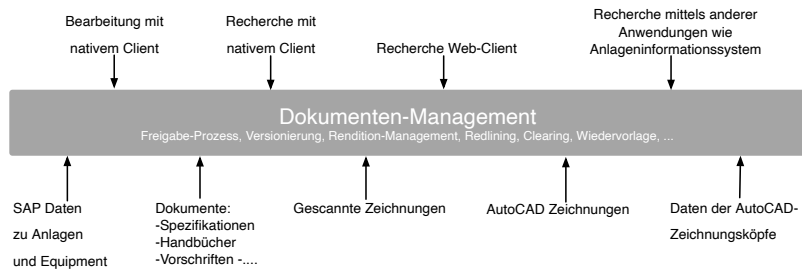 Bearbeitung mit
nativem Client
Recherche mit
nativem Client
Recherche Web-Client
Recherche mittels anderer
Anwendungen wie
Anlageninformationssystem
Dokumenten-Management
Freigabe-Prozess, Versionierung, Rendition-Management, Redlining, Clearing, Wiedervorlage, ...
SAP Daten
zu Anlagen
und Equipment
Dokumente:
-Spezifikationen
-Handbücher
-Vorschriften -....
Gescannte Zeichnungen
AutoCAD Zeichnungen
Daten der AutoCAD-
Zeichnungsköpfe